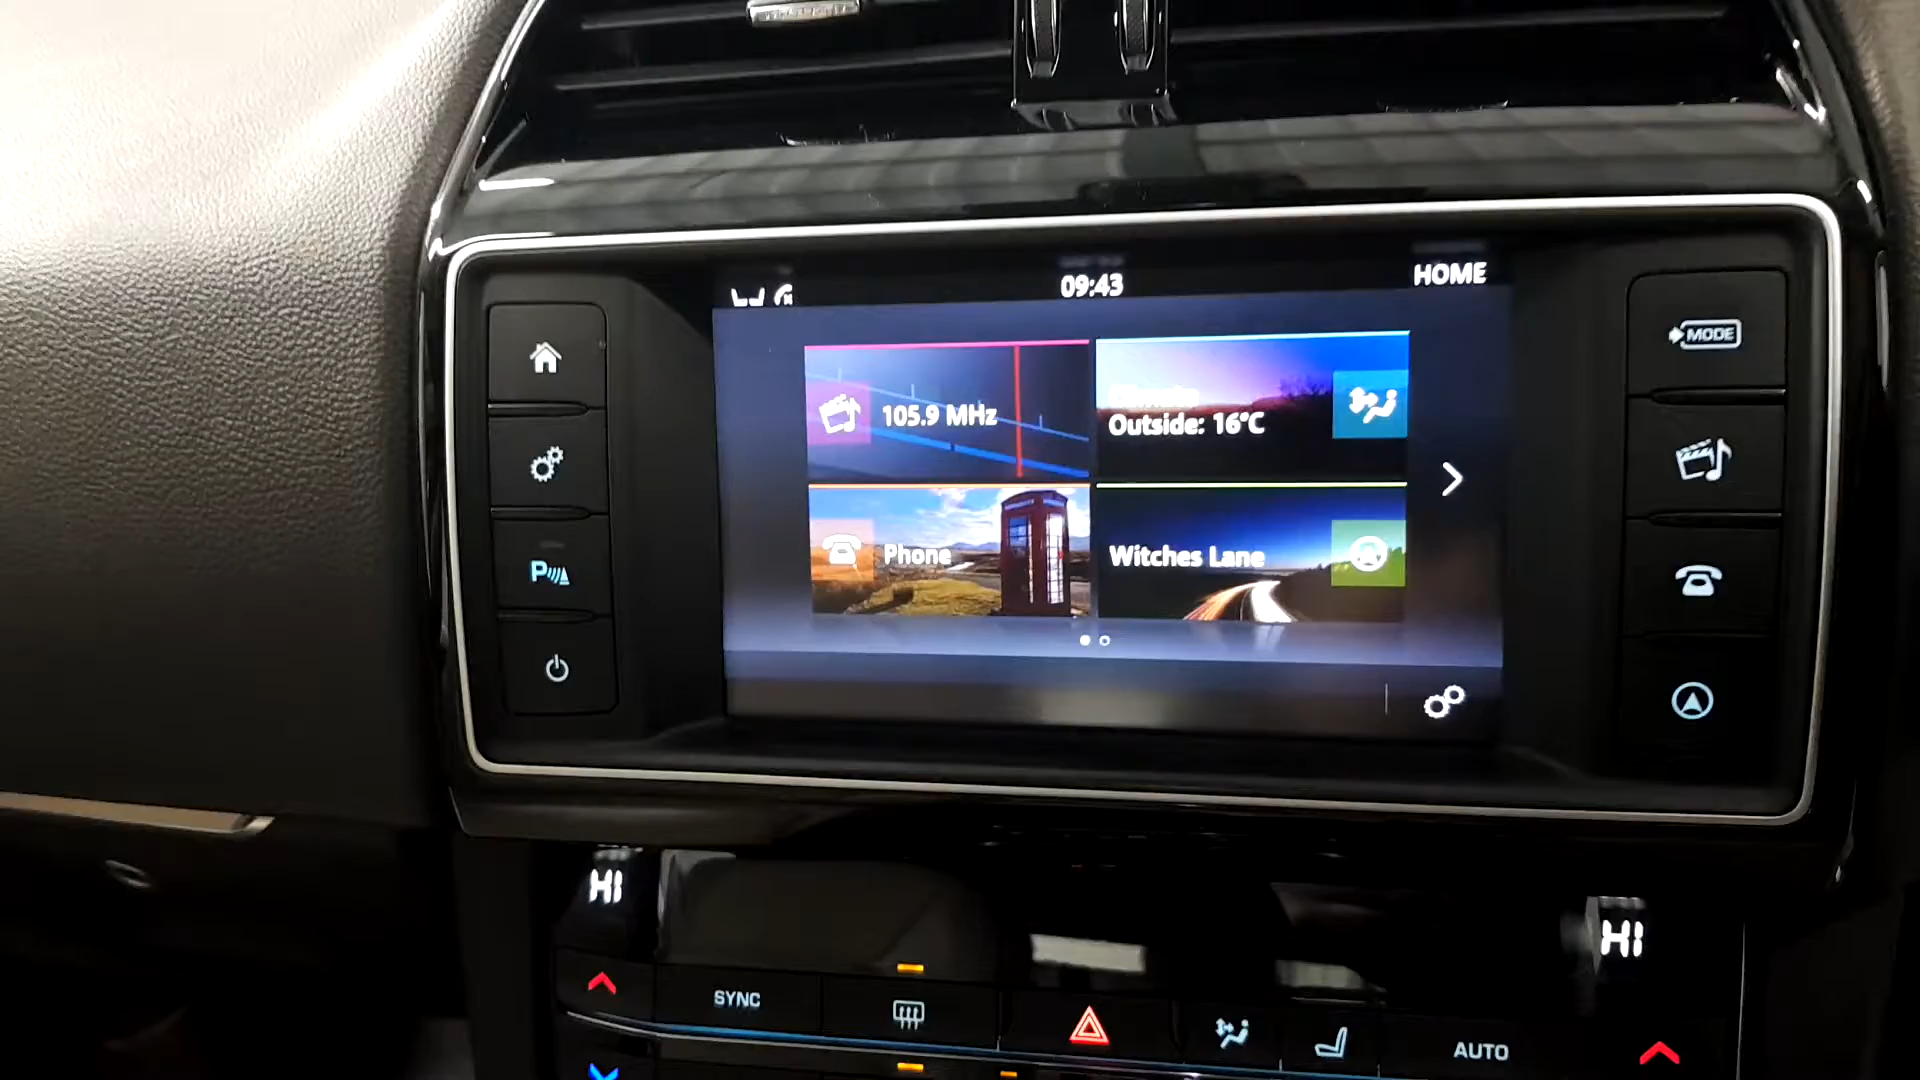 09:43
HOME
MODE
105.9 MHz
Outside: 16°C
Phone
Witches Lane
P
HI
HI
SYNC
AUTO